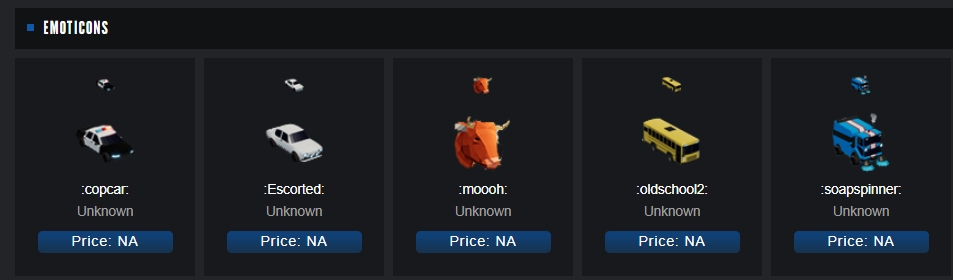 EMOTICONS
:copcar: :Escorted: :moooh: :oldschool2: :soapspinner:
Unknown Unknown Unknown Unknown Unknown
Price: NA Price: NA Price: NA Price: NA Price: NA